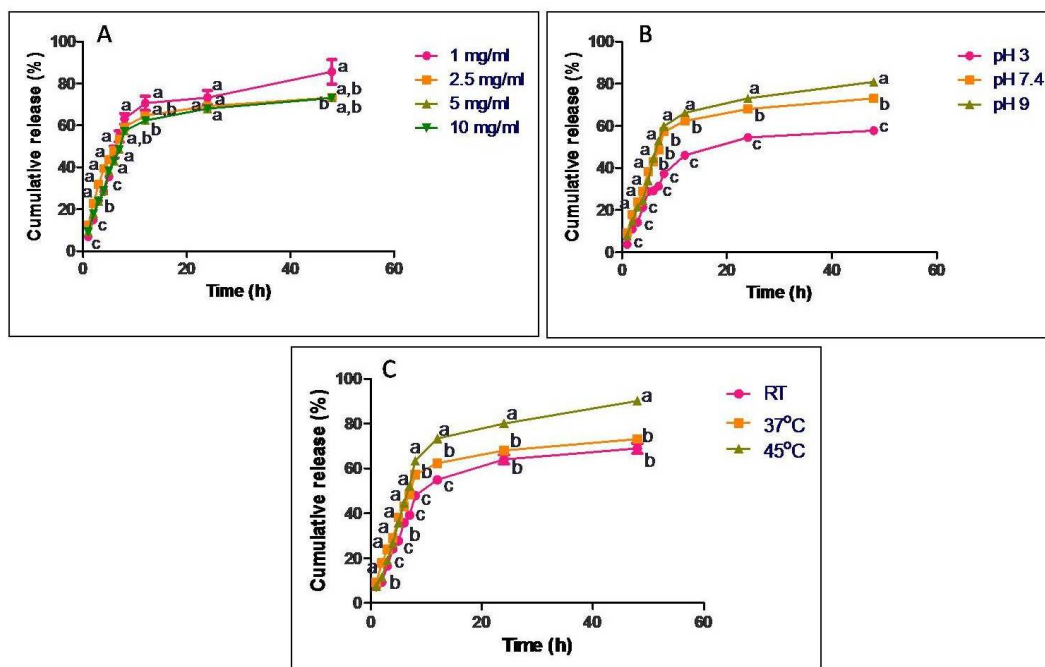 A
Cumulative release (%)
100
80
60
40
20
0
0 20 40 60
Time (h)
1 mg/ml
2.5 mg/ml
5 mg/ml
10 mg/ml
a a a a a a a a a a a a
a,b a,b a,b a,b
b b b
c c c
B
Cumulative release (%)
100
80
60
40
20
0
0 20 40 60
Time (h)
pH 3
pH 7.4
pH 9
a a a a a a a a a
b b b b b
c c c c c c c c
C
Cumulative release (%)
100
80
60
40
20
0
0 20 40 60
Time (h)
RT
37°C
45°C
a a a a a a a a a a
b b b b b b b b
c c c c c